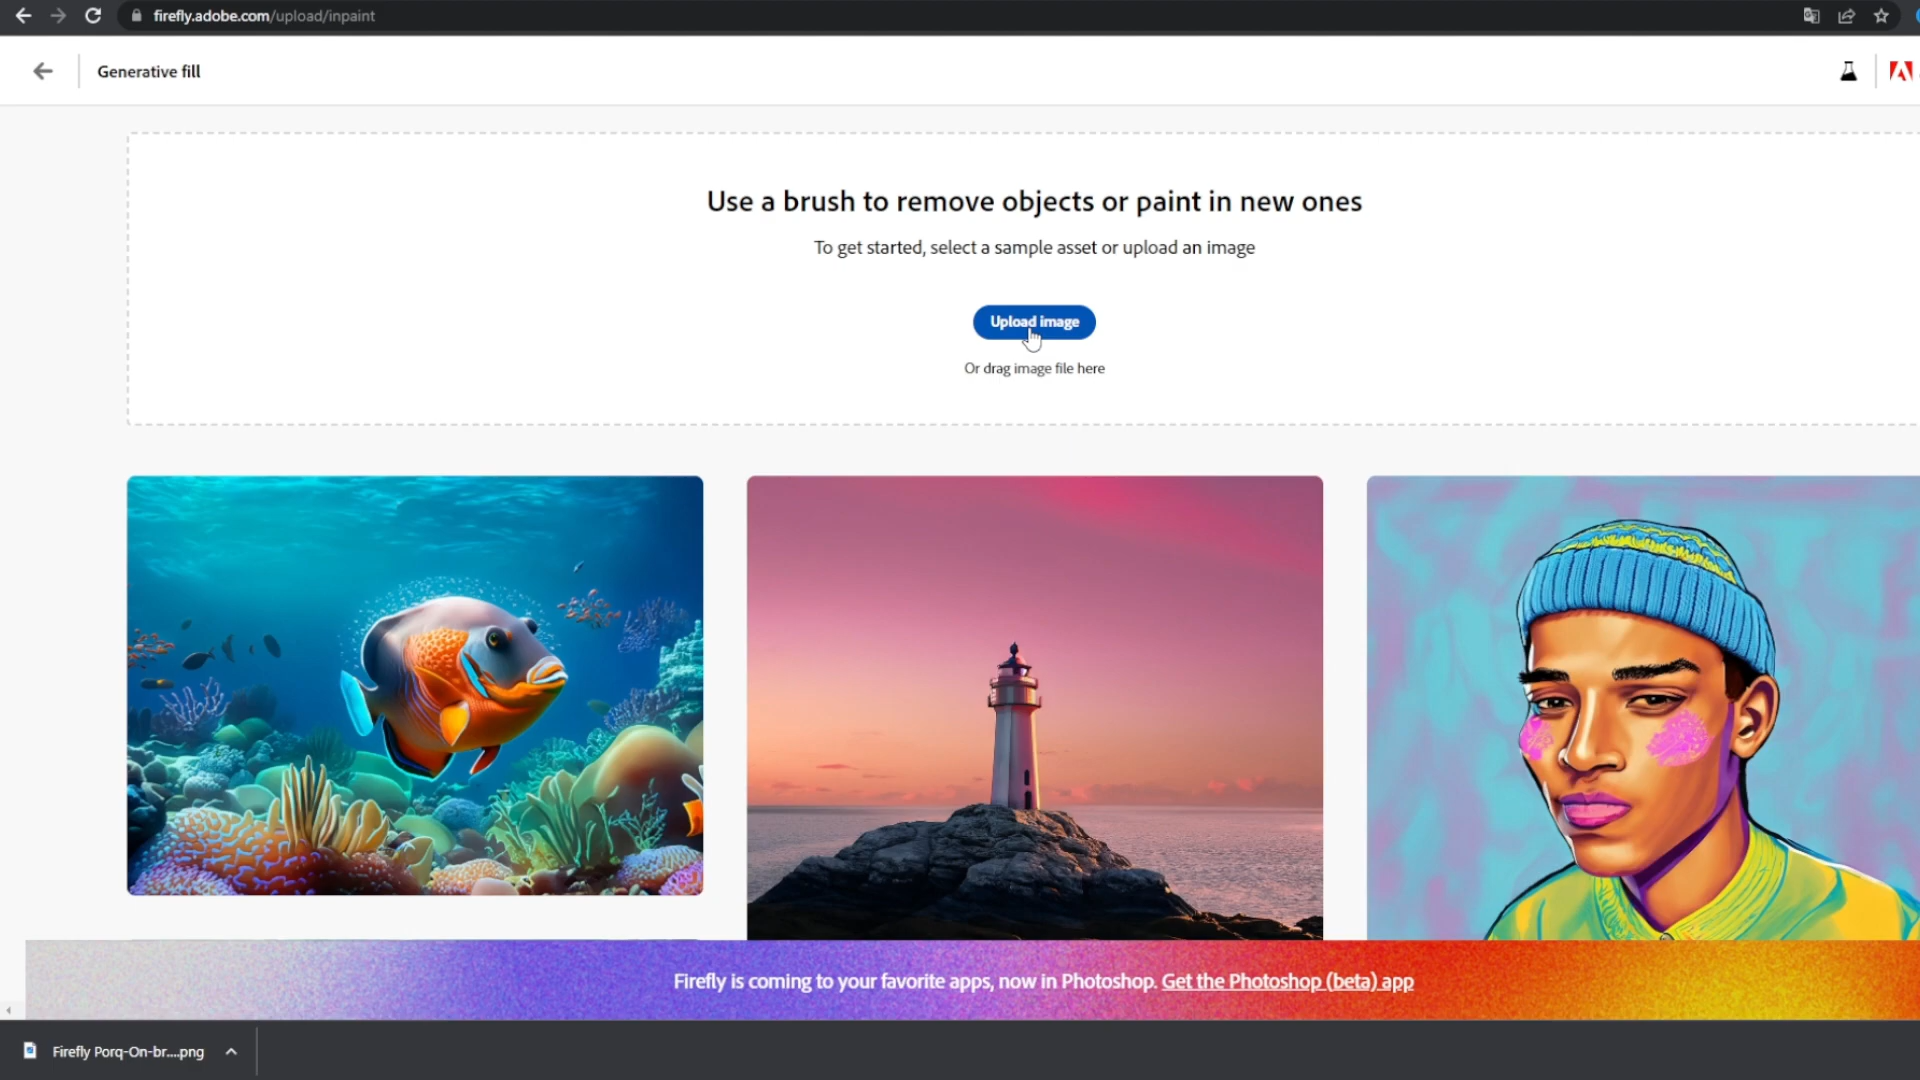 firefly.adobe.com/upload/inpaint
Generative fill
Use a brush to remove objects or paint in new ones
To get started, select a sample asset or upload an image
Upload image
Or drag image file here
Firefly is coming to your favorite apps, now in Photoshop. Get the Photoshop (beta) app
Firefly Porq-On-br....png